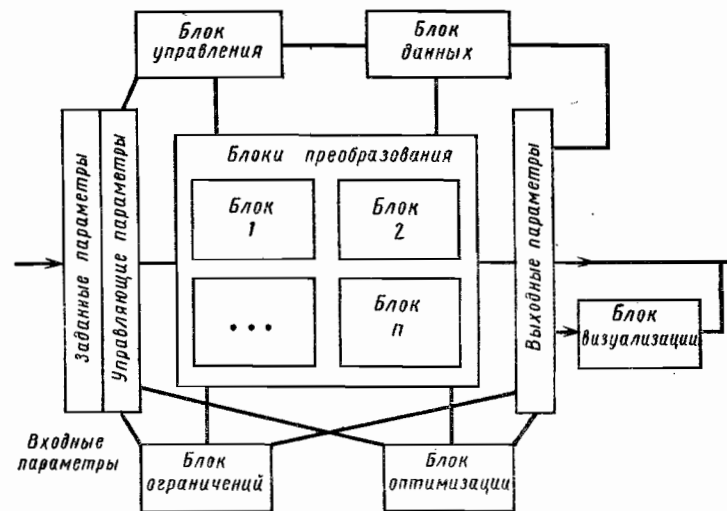 Блок
управления
Блок
данных
Заданные параметры
Управляющие параметры
Блоки преобразования
Блок
1
Блок
2
...
Блок
n
Выходные параметры
Блок
визуализации
Входные
параметры
Блок
ограничений
Блок
оптимизации